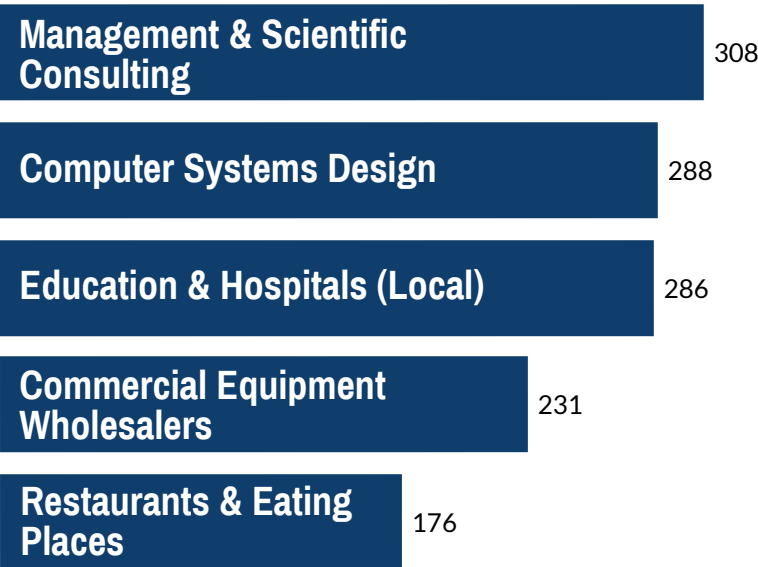 Management & Scientific
Consulting
308
Computer Systems Design
288
Education & Hospitals (Local)
286
Commercial Equipment
Wholesalers
231
Restaurants & Eating
Places
176